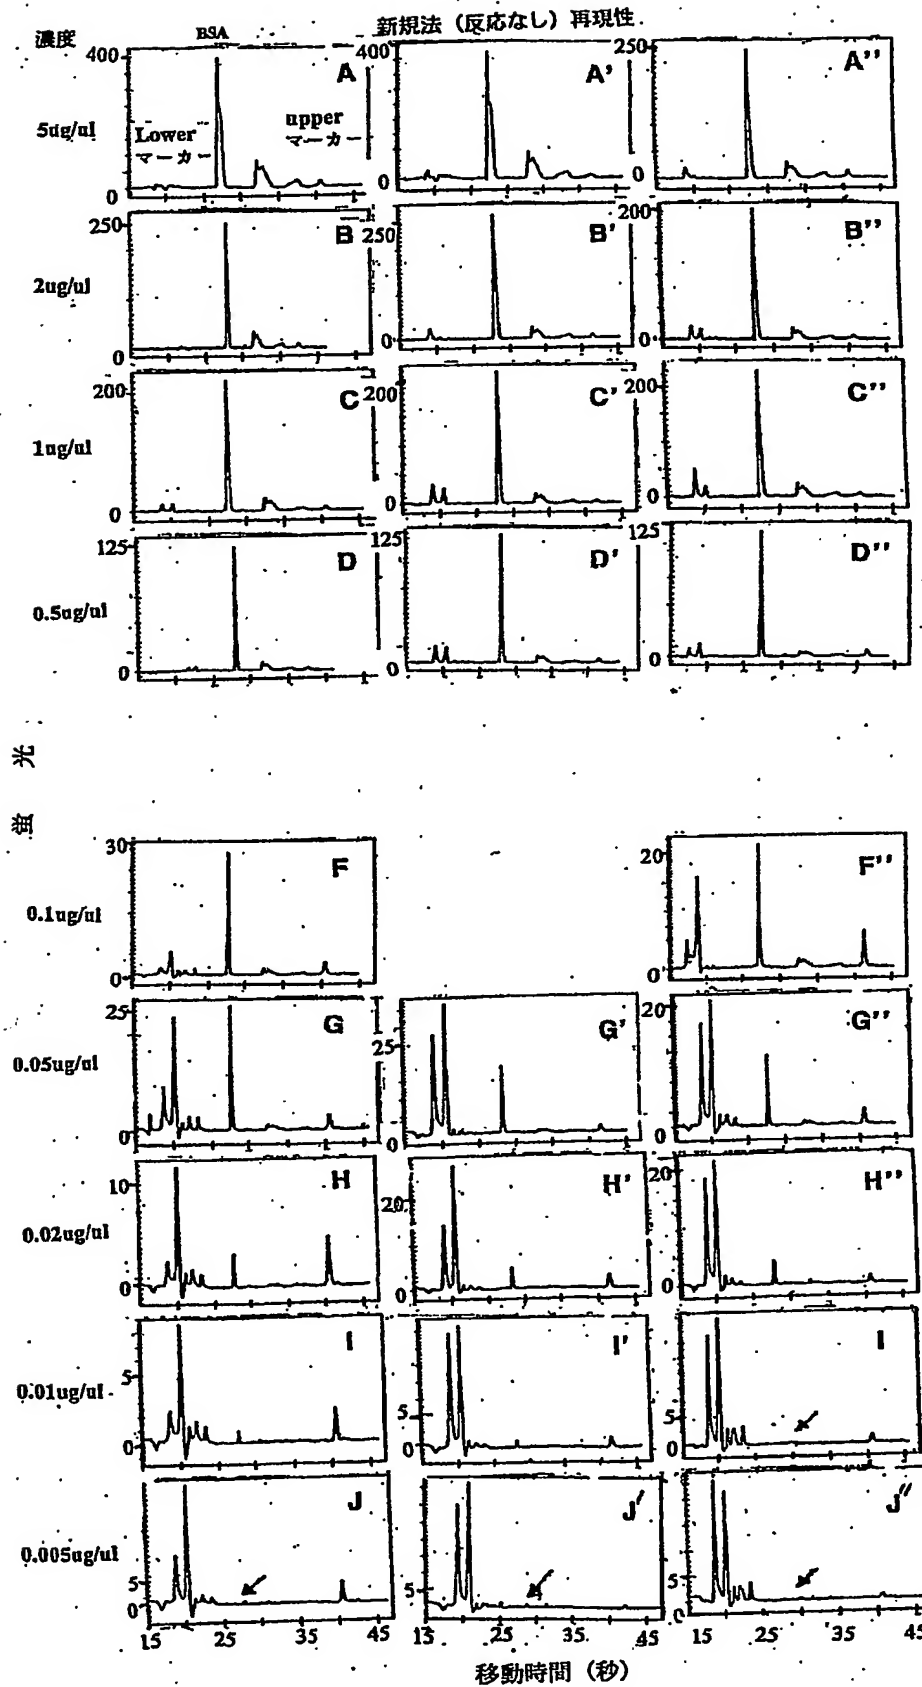 新規法（反応なし）再現性
濃度 BSA
400 A 400 A' 250 A''
5ug/ul Lower マーカー upper マーカー
0 0 0
250 B 250 B' 200 B''
2ug/ul
0 0 0
200 C 200 C' 200 C''
1ug/ul
0 0 0
125 D 125 D' 125 D''
0.5ug/ul
0 0 0
蛍光
30 F 20 F''
0.1ug/ul
0 0
25 G 25 G' 20 G''
0.05ug/ul
0 0 0
10 H 20 H' 20 H''
0.02ug/ul
0 0 0
I I' I
5 5 5
0.01ug/ul
0 0 0
J J' J''
0.005ug/ul
5 5 5
0 0
15 25 35 45 15 25 35 45 15 25 35 45
移動時間（秒）